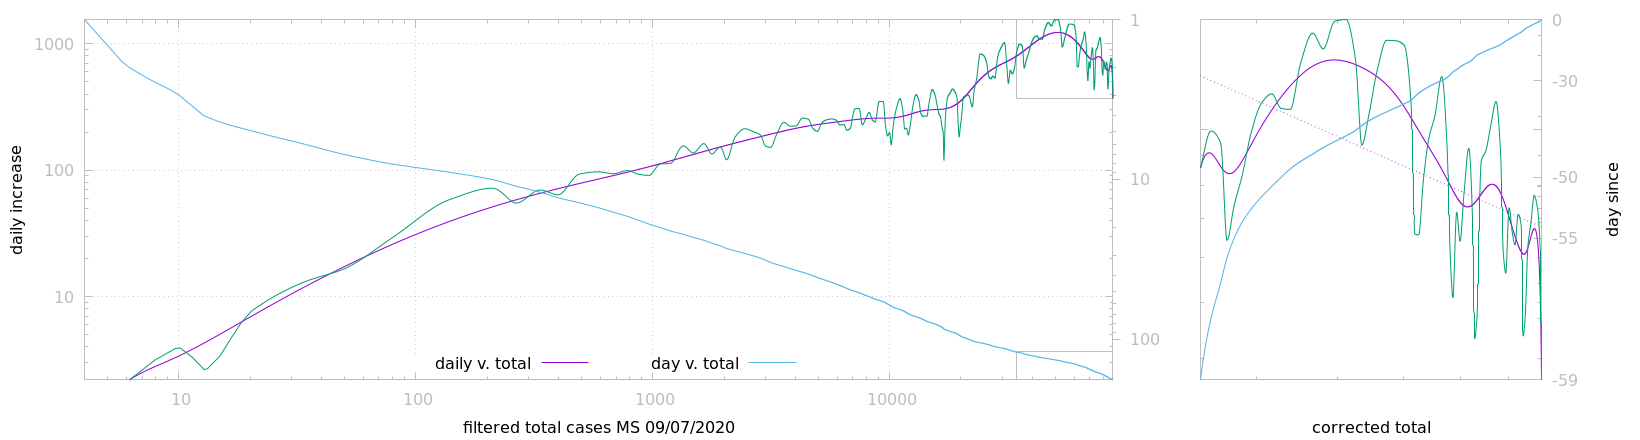 daily increase
1000
100
10
10
100
1000
10000
1
10
100
daily v. total
day v. total
filtered total cases MS 09/07/2020
0
-30
-50
-55
-59
day since
corrected total